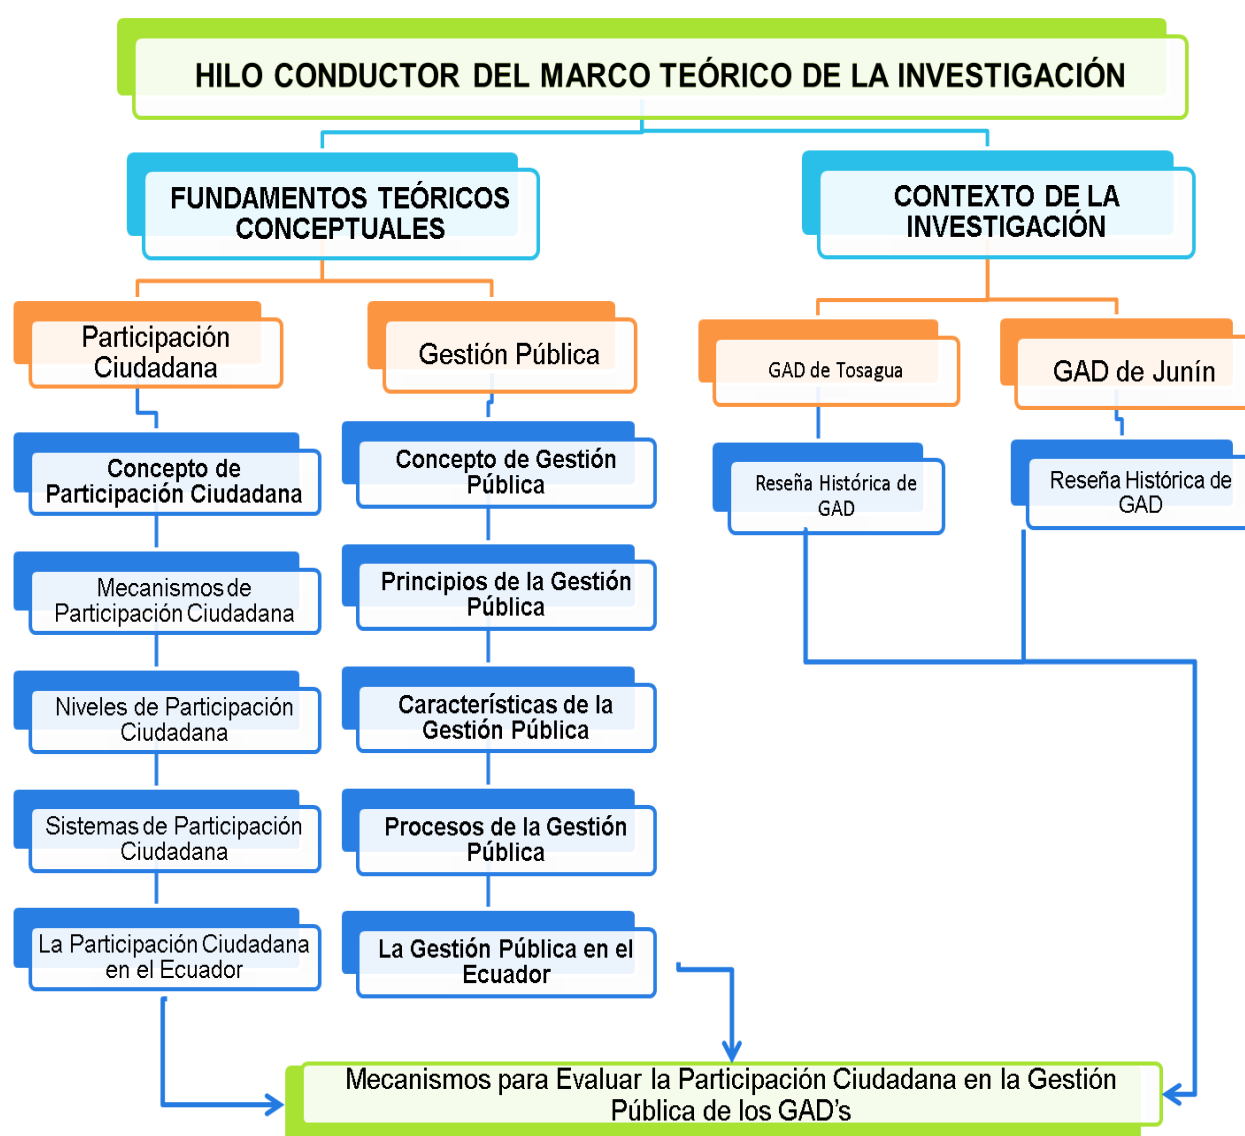 HILO CONDUCTOR DEL MARCO TEÓRICO DE LA INVESTIGACIÓN
FUNDAMENTOS TEÓRICOS
CONCEPTUALES
CONTEXTO DE LA
INVESTIGACIÓN
Participación
Ciudadana
Gestión Pública
GAD de Tosagua
GAD de Junín
Concepto de
Participación Ciudadana
Concepto de Gestión
Pública
Reseña Histórica de
GAD
Reseña Histórica de
GAD
Mecanismos de
Participación Ciudadana
Principios de la Gestión
Pública
Niveles de Participación
Ciudadana
Características de la
Gestión Pública
Sistemas de Participación
Ciudadana
Procesos de la Gestión
Pública
La Participación Ciudadana
en el Ecuador
La Gestión Pública en el
Ecuador
Mecanismos para Evaluar la Participación Ciudadana en la Gestión
Pública de los GAD's